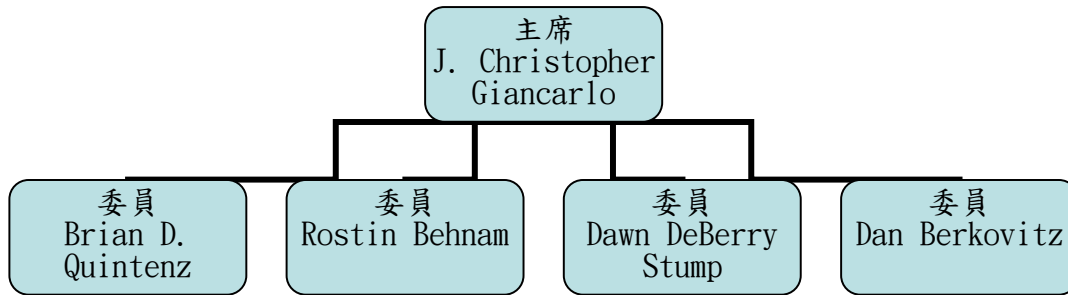 主席
J. Christopher
Giancarlo
委員
Brian D.
Quintenz
委員
Rostin Behnam
委員
Dawn DeBerry
Stump
委員
Dan Berkovitz